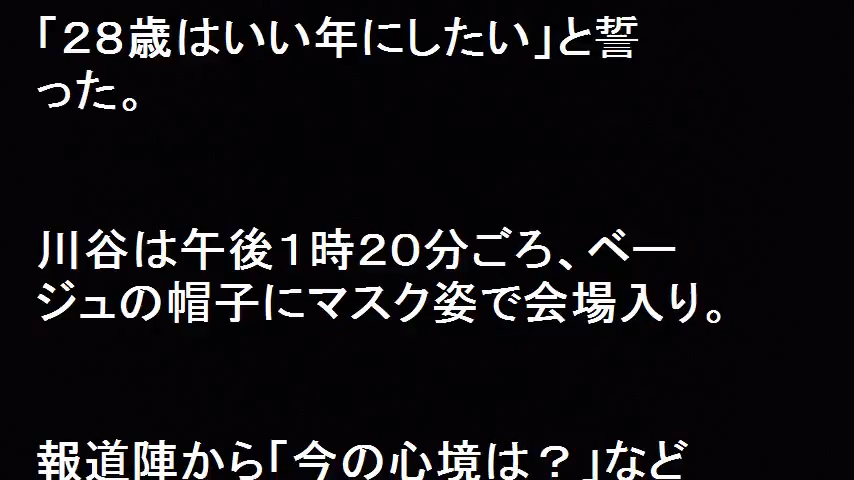 「２８歳はいい年にしたい」と誓
った。
川谷は午後１時２０分ごろ、ベー
ジュの帽子にマスク姿で会場入り。
報道陣から「今の心境は？」など